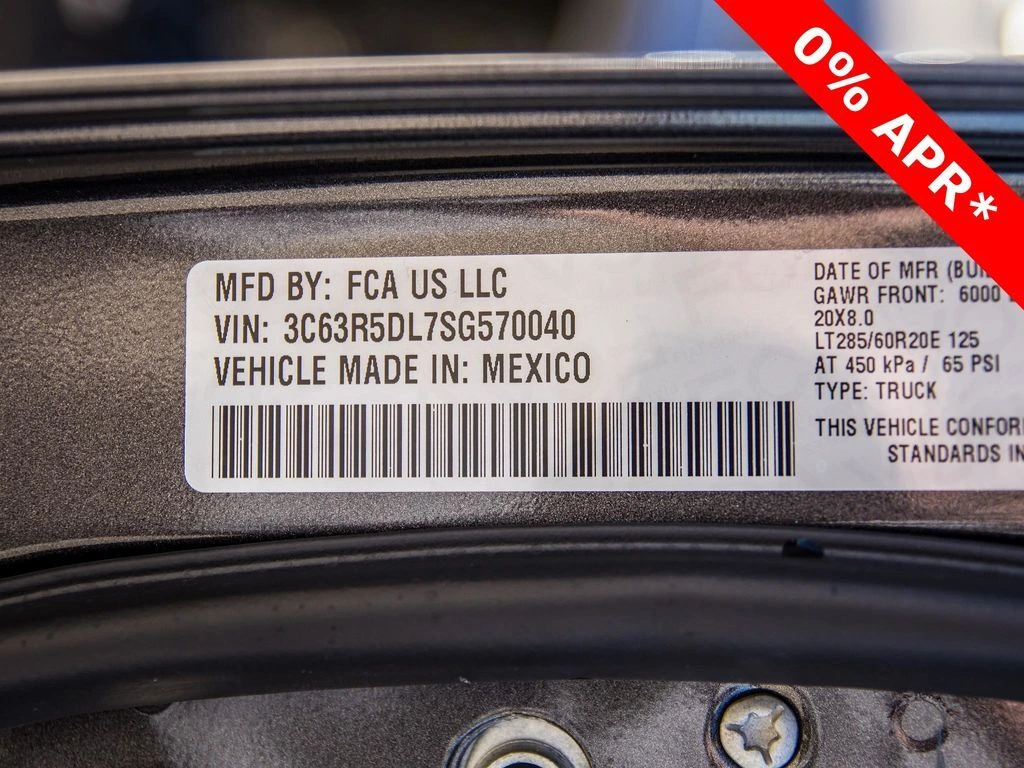 0% APR*
MFD BY: FCA US LLC
VIN: 3C63R5DL7SG570040
VEHICLE MADE IN: MEXICO
DATE OF MFR
GAWR FRONT: 6000
20X8.0
LT285/60R20E 125
AT 450 kPa / 65 PSI
TYPE: TRUCK
THIS VEHICLE
STANDARDS IN